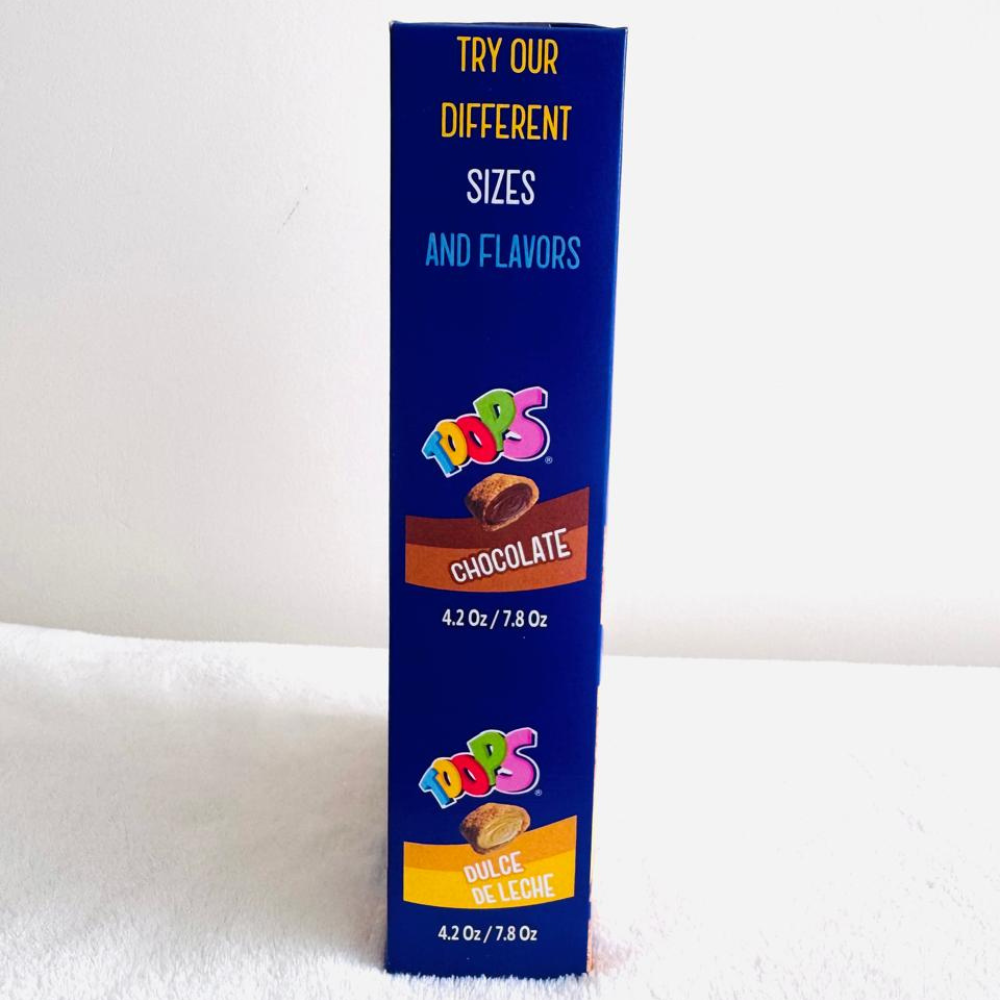 TRY OUR
DIFFERENT
SIZES
AND FLAVORS
TOOPS®
CHOCOLATE
4.2 Oz / 7.8 Oz
TOOPS®
DULCE
DE LECHE
4.2 Oz / 7.8 Oz